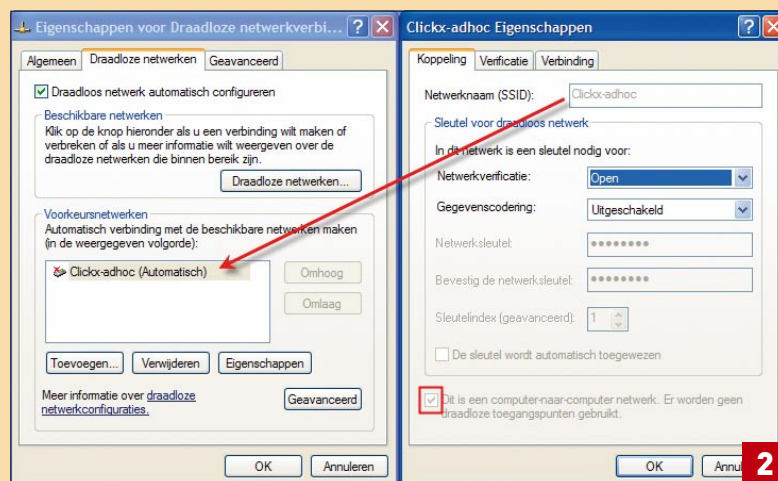 Eigenschappen voor Draadloze netwerkverbi...
Algemeen
Draadloze netwerken
Geavanceerd
Draadloos netwerk automatisch configureren
Beschikbare netwerken
Klik op de knop hieronder als u een verbinding wilt maken of
verbreken of als u meer informatie wilt weergeven over de
draadloze netwerken die binnen bereik zijn.
Draadloze netwerken...
Voorkeursnetwerken
Automatisch verbinding met de beschikbare netwerken maken
(in de weergegeven volgorde):
Clickx-adhoc (Automatisch)
Omhoog
Omlaag
Toevoegen...
Verwijderen
Eigenschappen
Meer informatie over draadloze
netwerkconfiguraties.
Geavanceerd
OK
Annuleren
Clickx-adhoc Eigenschappen
Koppeling
Verificatie
Verbinding
Netwerknaam (SSID):
Clickx-adhoc
Sleutel voor draadloos netwerk
In dit netwerk is een sleutel nodig voor:
Netwerkverificatie:
Open
Gegevenscodering:
Uitgeschakeld
Netwerksleutel:
Bevestig de netwerksleutel:
Sleutelindex (geavanceerd):
1
De sleutel wordt automatisch toegewezen
Dit is een computer-naar-computer netwerk. Er worden geen
draadloze toegangspunten gebruikt.
OK
Annu
2